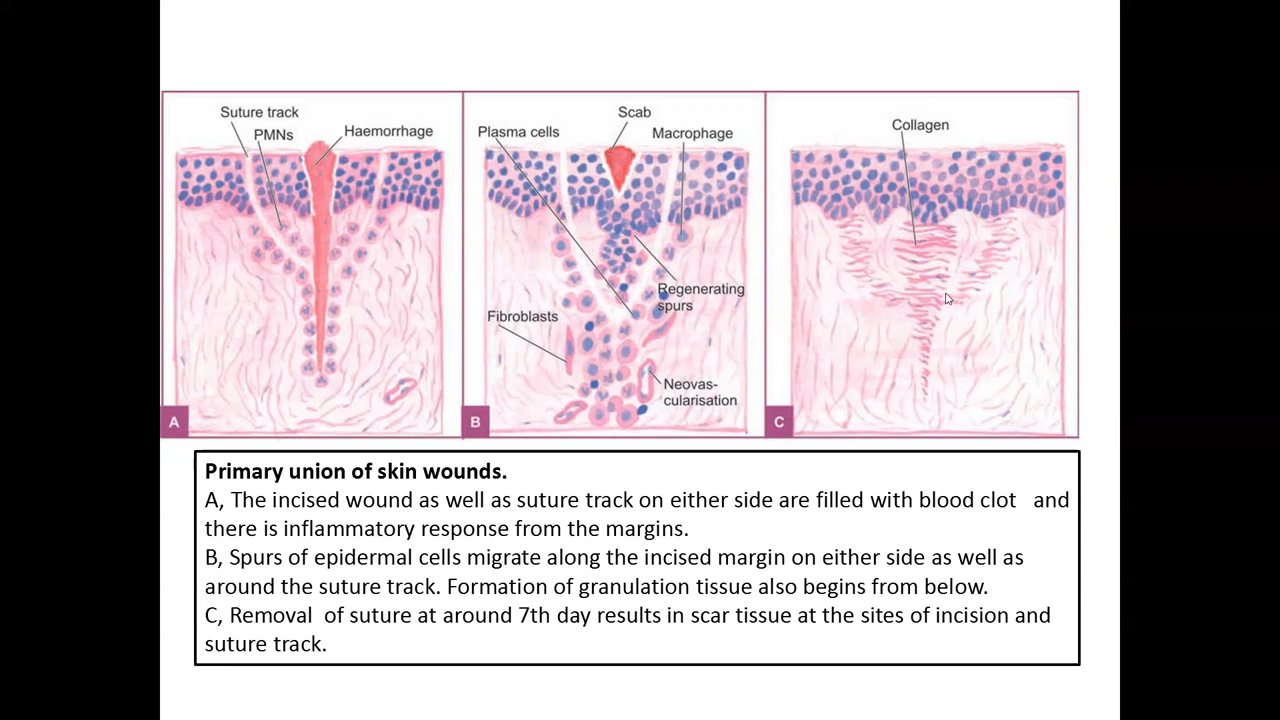 Suture track
PMNs
Haemorrhage
A
Scab
Plasma cells
Macrophage
Regenerating
spurs
Fibroblasts
Neovas-
cularisation
B
Collagen
C
Primary union of skin wounds.
A, The incised wound as well as suture track on either side are filled with blood clot and
there is inflammatory response from the margins.
B, Spurs of epidermal cells migrate along the incised margin on either side as well as
around the suture track. Formation of granulation tissue also begins from below.
C, Removal of suture at around 7th day results in scar tissue at the sites of incision and
suture track.